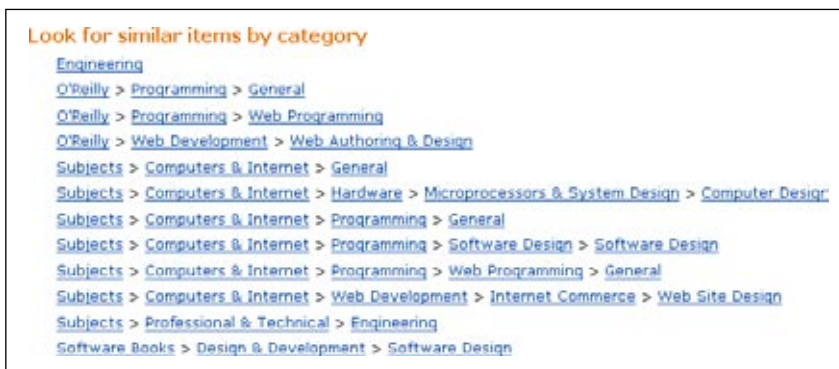 Look for similar items by category
Engineering
O'Reilly > Programming > General
O'Reilly > Programming > Web Programming
O'Reilly > Web Development > Web Authoring & Design
Subjects > Computers & Internet > General
Subjects > Computers & Internet > Hardware > Microprocessors & System Design > Computer Design
Subjects > Computers & Internet > Programming > General
Subjects > Computers & Internet > Programming > Software Design > Software Design
Subjects > Computers & Internet > Programming > Web Programming > General
Subjects > Computers & Internet > Web Development > Internet Commerce > Web Site Design
Subjects > Professional & Technical > Engineering
Software Books > Design & Development > Software Design